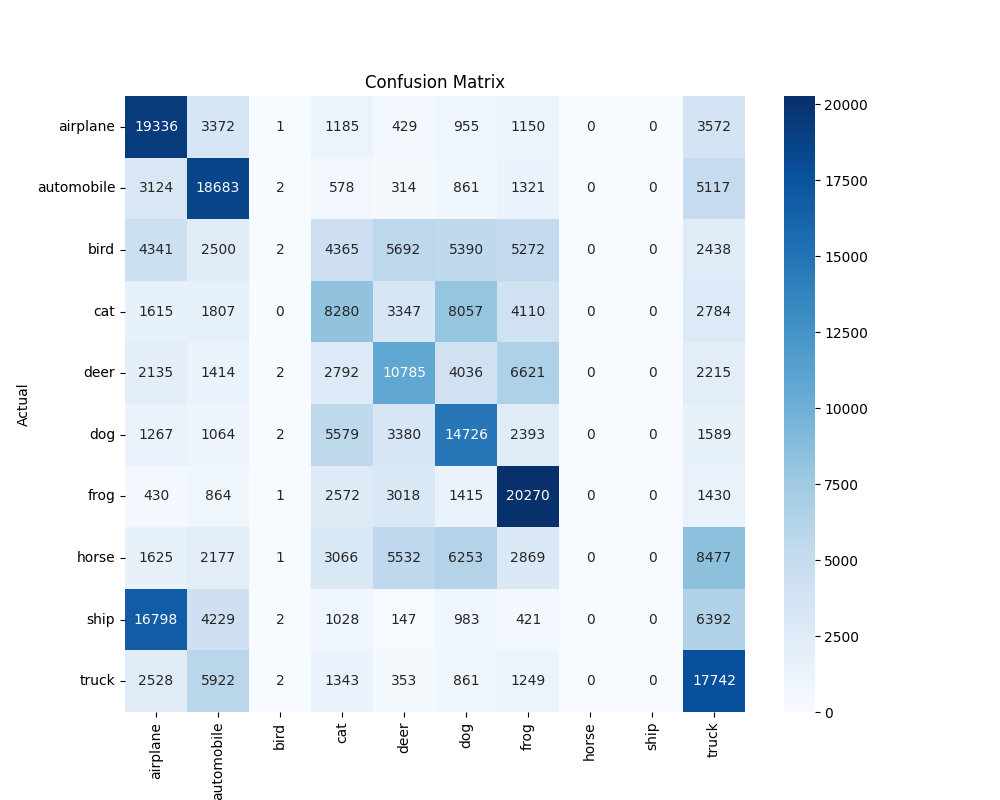 Confusion Matrix
airplane 19336 3372 1 1185 429 955 1150 0 0 3572
automobile 3124 18683 2 578 314 861 1321 0 0 5117
bird 4341 2500 2 4365 5692 5390 5272 0 0 2438
cat 1615 1807 0 8280 3347 8057 4110 0 0 2784
deer 2135 1414 2 2792 10785 4036 6621 0 0 2215
dog 1267 1064 2 5579 3380 14726 2393 0 0 1589
frog 430 864 1 2572 3018 1415 20270 0 0 1430
horse 1625 2177 1 3066 5532 6253 2869 0 0 8477
ship 16798 4229 2 1028 147 983 421 0 0 6392
truck 2528 5922 2 1343 353 861 1249 0 0 17742
airplane automobile bird cat deer dog frog horse ship truck
Actual
20000
17500
15000
12500
10000
7500
5000
2500
0